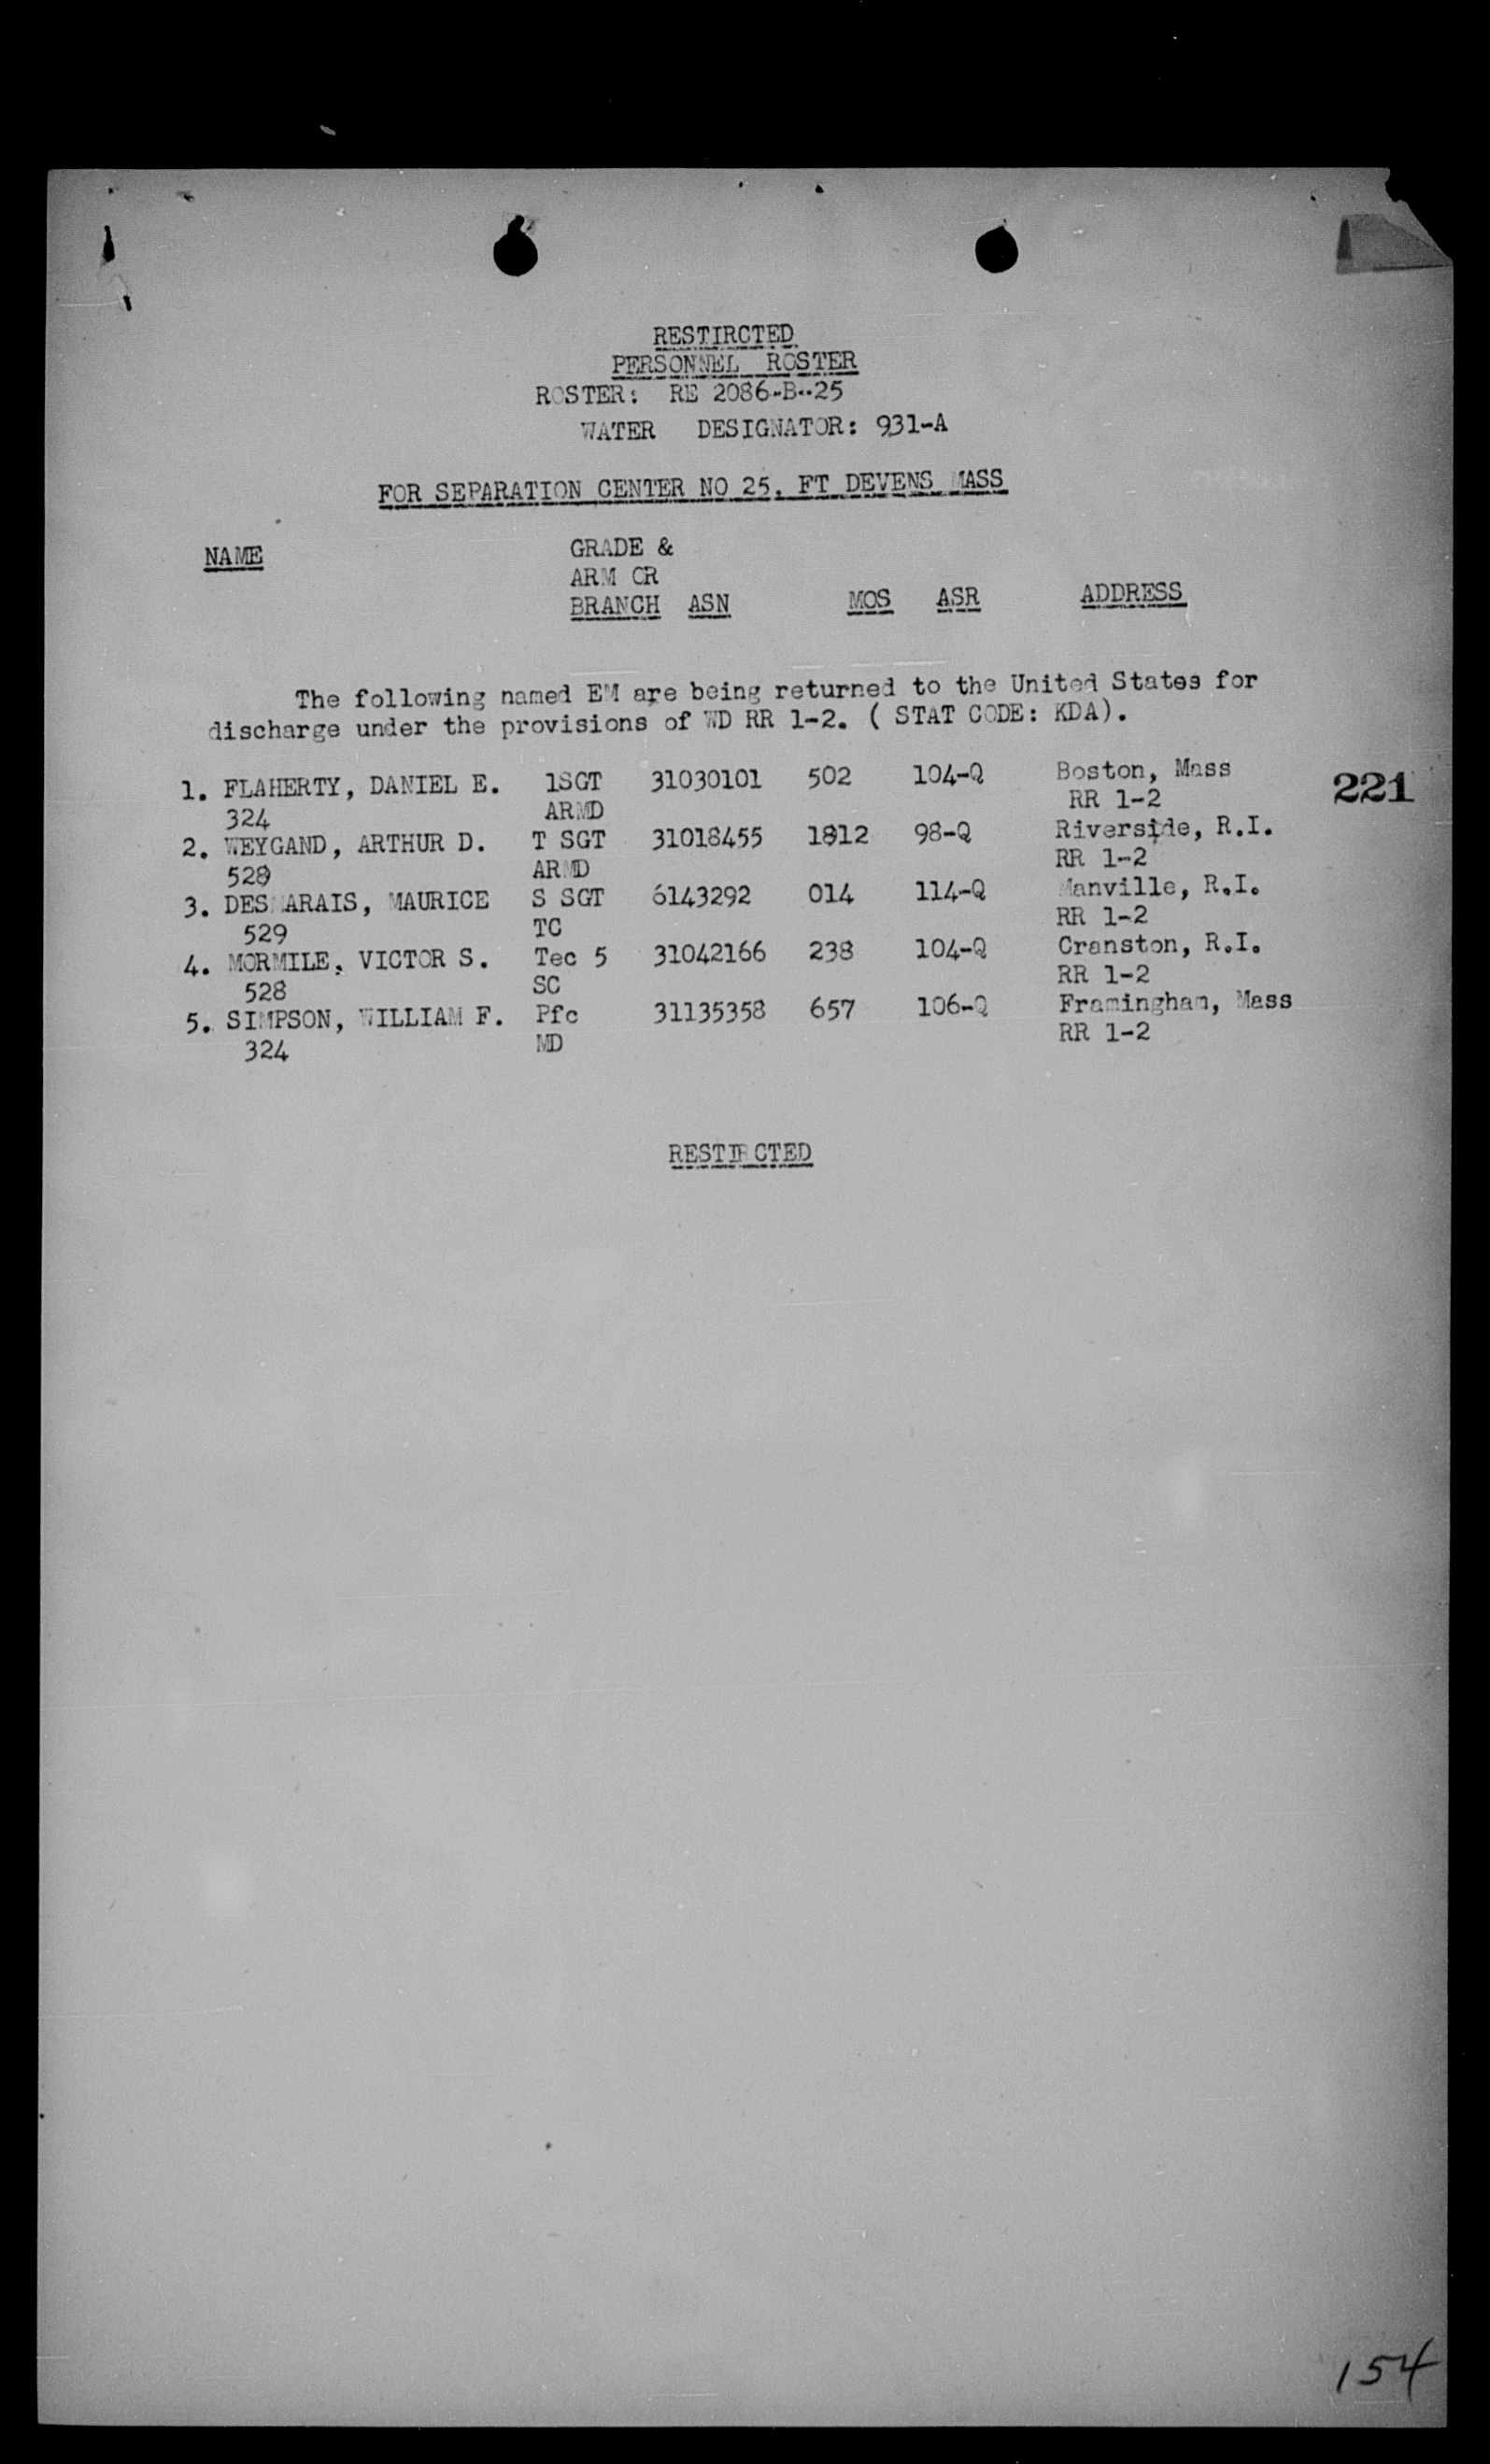 RESTIRCTED
PERSONNEL ROSTER
ROSTER: RE 2086-B--25
WATER DESIGNATOR: 931-A
FOR SEPARATION CENTER NO 25, FT DEVENS MASS
NAME GRADE &
ARM OR
BRANCH ASN MOS ASR ADDRESS
The following named EM are being returned to the United States for
discharge under the provisions of WD RR 1-2. ( STAT CODE: KDA).
1. FLAHERTY, DANIEL E. 1SGT 31030101 502 104-Q Boston, Mass 221
324 ARMD RR 1-2
2. WEYGAND, ARTHUR D. T SGT 31018455 1812 98-Q Riverside, R.I.
528 ARMD RR 1-2
3. DESMARAIS, MAURICE S SGT 6143292 014 114-Q Manville, R.I.
529 TC RR 1-2
4. MORMILE, VICTOR S. Tec 5 31042166 238 104-Q Cranston, R.I.
528 SC RR 1-2
5. SIMPSON, WILLIAM F. Pfc 31135358 657 106-Q Framingham, Mass
324 MD RR 1-2
RESTIRCTED
154